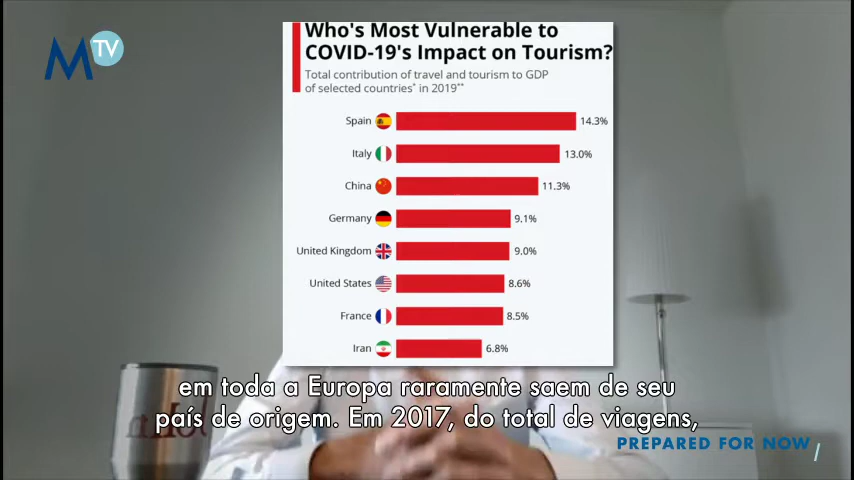 M TV
Who's Most Vulnerable to
COVID-19's Impact on Tourism?
Total contribution of travel and tourism to GDP
of selected countries* in 2019**
Spain 14.3%
Italy 13.0%
China 11.3%
Germany 9.1%
United Kingdom 9.0%
United States 8.6%
France 8.5%
Iran 6.8%
em toda a Europa raramente saem de seu
país de origem. Em 2017, do total de viagens,
PREPARED FOR NOW /